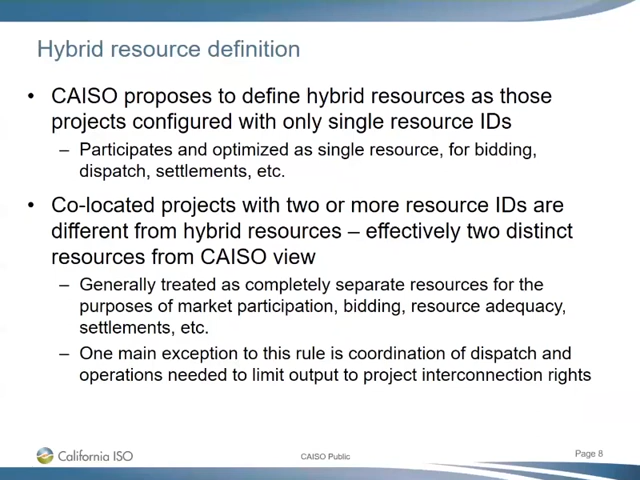 Hybrid resource definition
• CAISO proposes to define hybrid resources as those
projects configured with only single resource IDs
– Participates and optimized as single resource, for bidding,
dispatch, settlements, etc.
• Co-located projects with two or more resource IDs are
different from hybrid resources – effectively two distinct
resources from CAISO view
– Generally treated as completely separate resources for the
purposes of market participation, bidding, resource adequacy,
settlements, etc.
– One main exception to this rule is coordination of dispatch and
operations needed to limit output to project interconnection rights
California ISO
CAISO Public
Page 8